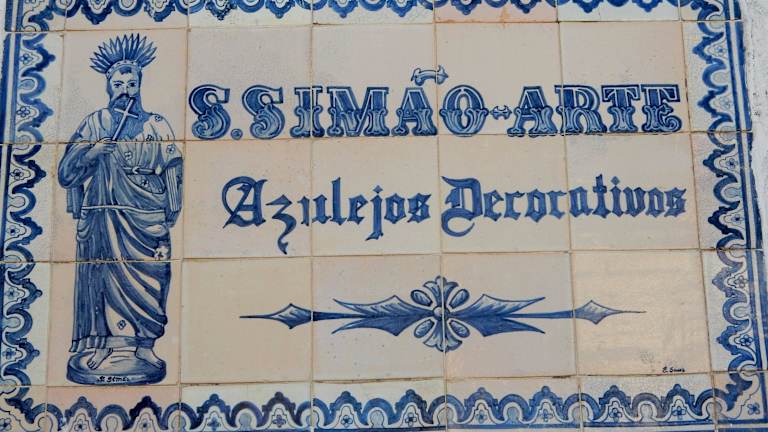 S. SIMÃO-ARTE
Azulejos Decorativos